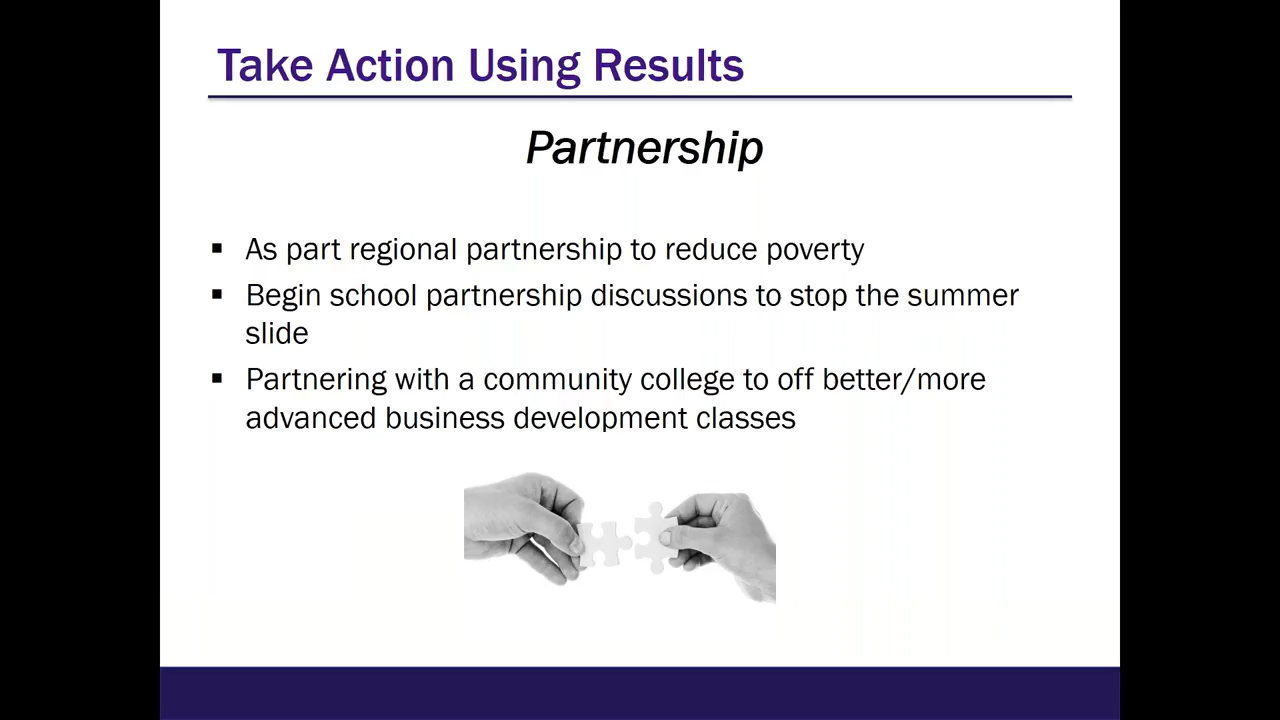 Take Action Using Results
Partnership
▪ As part regional partnership to reduce poverty
▪ Begin school partnership discussions to stop the summer
slide
▪ Partnering with a community college to off better/more
advanced business development classes